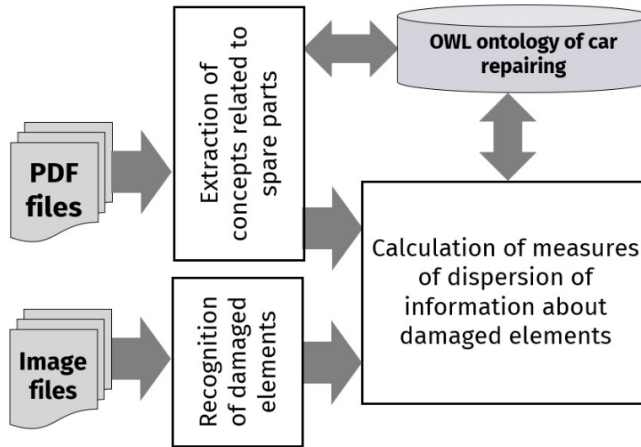 OWL ontology of car
repairing
PDF
files
Extraction of
concepts related to
spare parts
Calculation of measures
of dispersion of
information about
damaged elements
Image
files
Recognition
of damaged
elements